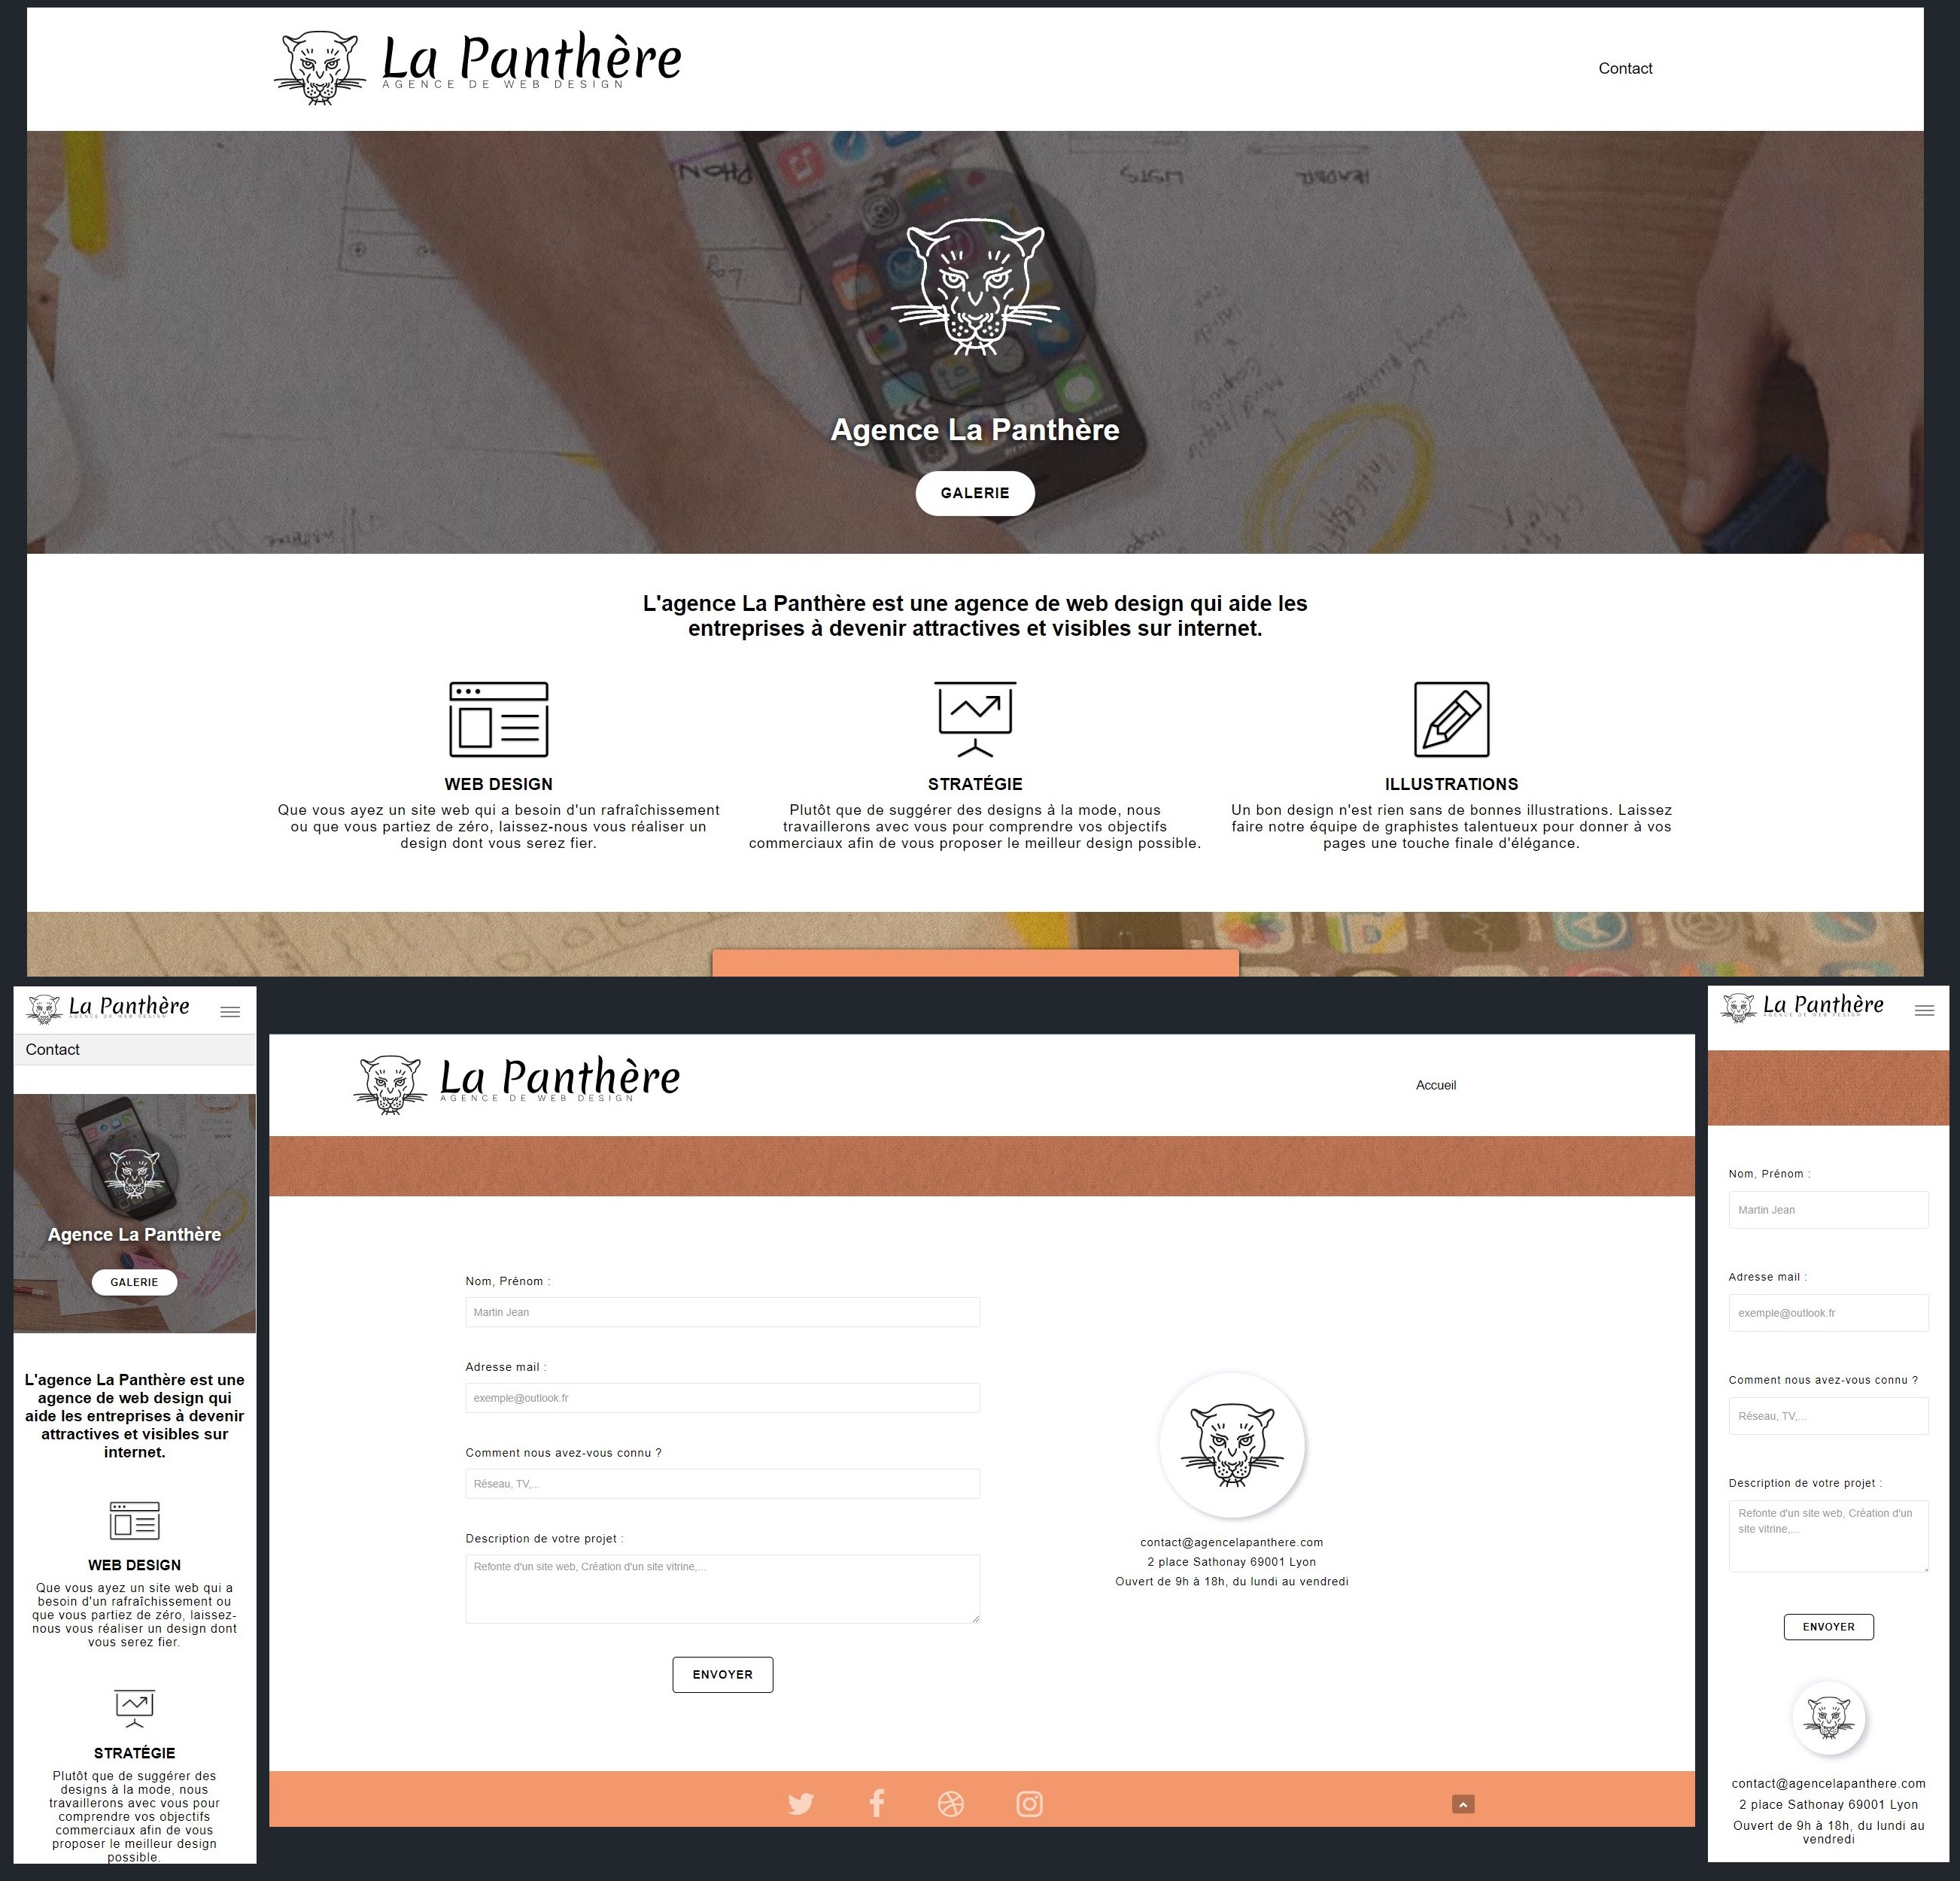 La Panthère
AGENCE DE WEB DESIGN
Contact
PHON
LISTS
HEADER
Agence La Panthère
GALERIE
L'agence La Panthère est une agence de web design qui aide les
entreprises à devenir attractives et visibles sur internet.
WEB DESIGN
Que vous ayez un site web qui a besoin d'un rafraîchissement
ou que vous partiez de zéro, laissez-nous vous réaliser un
design dont vous serez fier.
STRATÉGIE
Plutôt que de suggérer des designs à la mode, nous
travaillerons avec vous pour comprendre vos objectifs
commerciaux afin de vous proposer le meilleur design possible.
ILLUSTRATIONS
Un bon design n'est rien sans de bonnes illustrations. Laissez
faire notre équipe de graphistes talentueux pour donner à vos
pages une touche finale d'élégance.
La Panthère
AGENCE DE WEB DESIGN
Contact
Agence La Panthère
GALERIE
L'agence La Panthère est une
agence de web design qui
aide les entreprises à devenir
attractives et visibles sur
internet.
WEB DESIGN
Que vous ayez un site web qui a
besoin d'un rafraîchissement ou
que vous partiez de zéro, laissez-
nous vous réaliser un design dont
vous serez fier.
STRATÉGIE
Plutôt que de suggérer des
designs à la mode, nous
travaillerons avec vous pour
comprendre vos objectifs
commerciaux afin de vous
proposer le meilleur design
possible.
La Panthère
AGENCE DE WEB DESIGN
Accueil
Nom, Prénom :
Martin Jean
Adresse mail :
exemple@outlook.fr
Comment nous avez-vous connu ?
Réseau, TV,...
Description de votre projet :
Refonte d'un site web, Création d'un site vitrine,...
ENVOYER
contact@agencelapanthere.com
2 place Sathonay 69001 Lyon
Ouvert de 9h à 18h, du lundi au vendredi
La Panthère
AGENCE DE WEB DESIGN
Nom, Prénom :
Martin Jean
Adresse mail :
exemple@outlook.fr
Comment nous avez-vous connu ?
Réseau, TV,...
Description de votre projet :
Refonte d'un site web, Création d'un
site vitrine,...
ENVOYER
contact@agencelapanthere.com
2 place Sathonay 69001 Lyon
Ouvert de 9h à 18h, du lundi au
vendredi